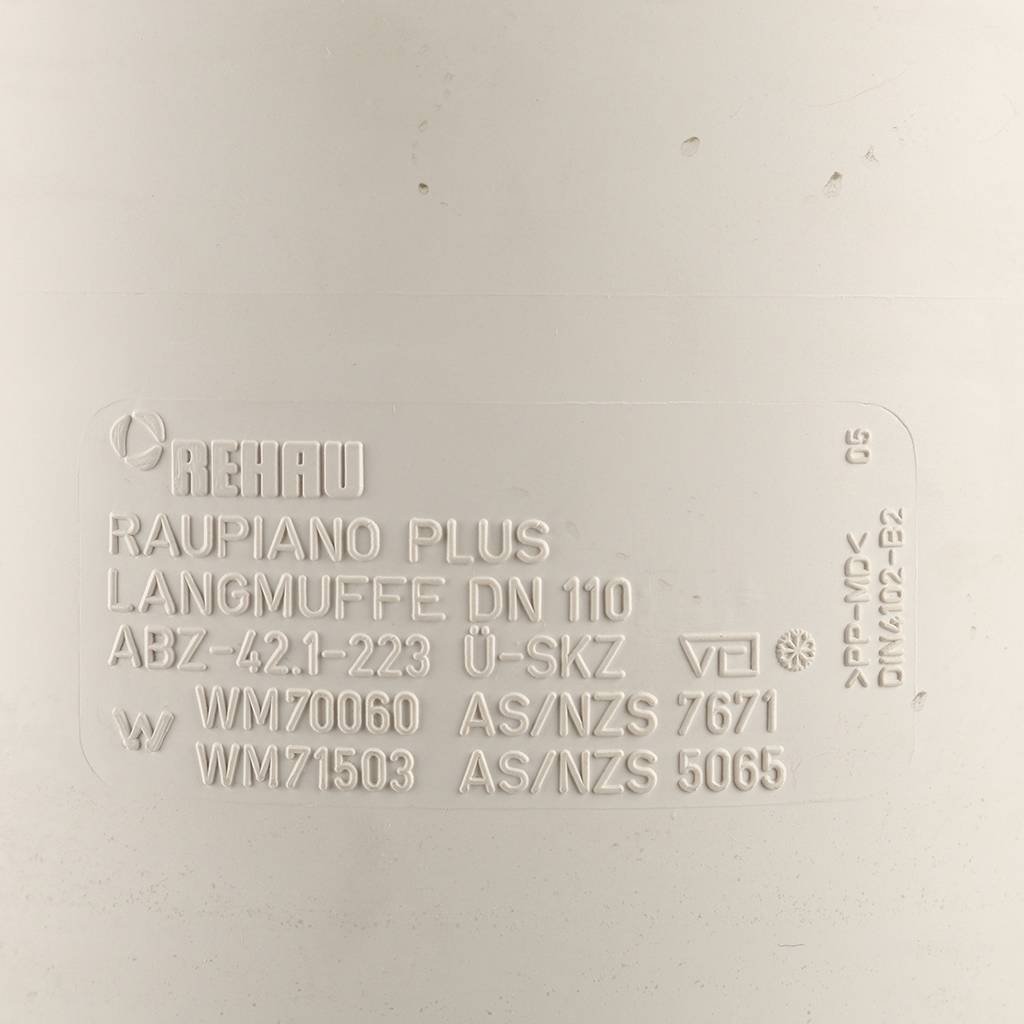 REHAU
RAUPIANO PLUS
LANGMUFFE DN 110
ABZ-42.1-223 Ü-SKZ
WM70060 AS/NZS 7671
WM71503 AS/NZS 5065
>PP-MD< 05
DIN4102-B2